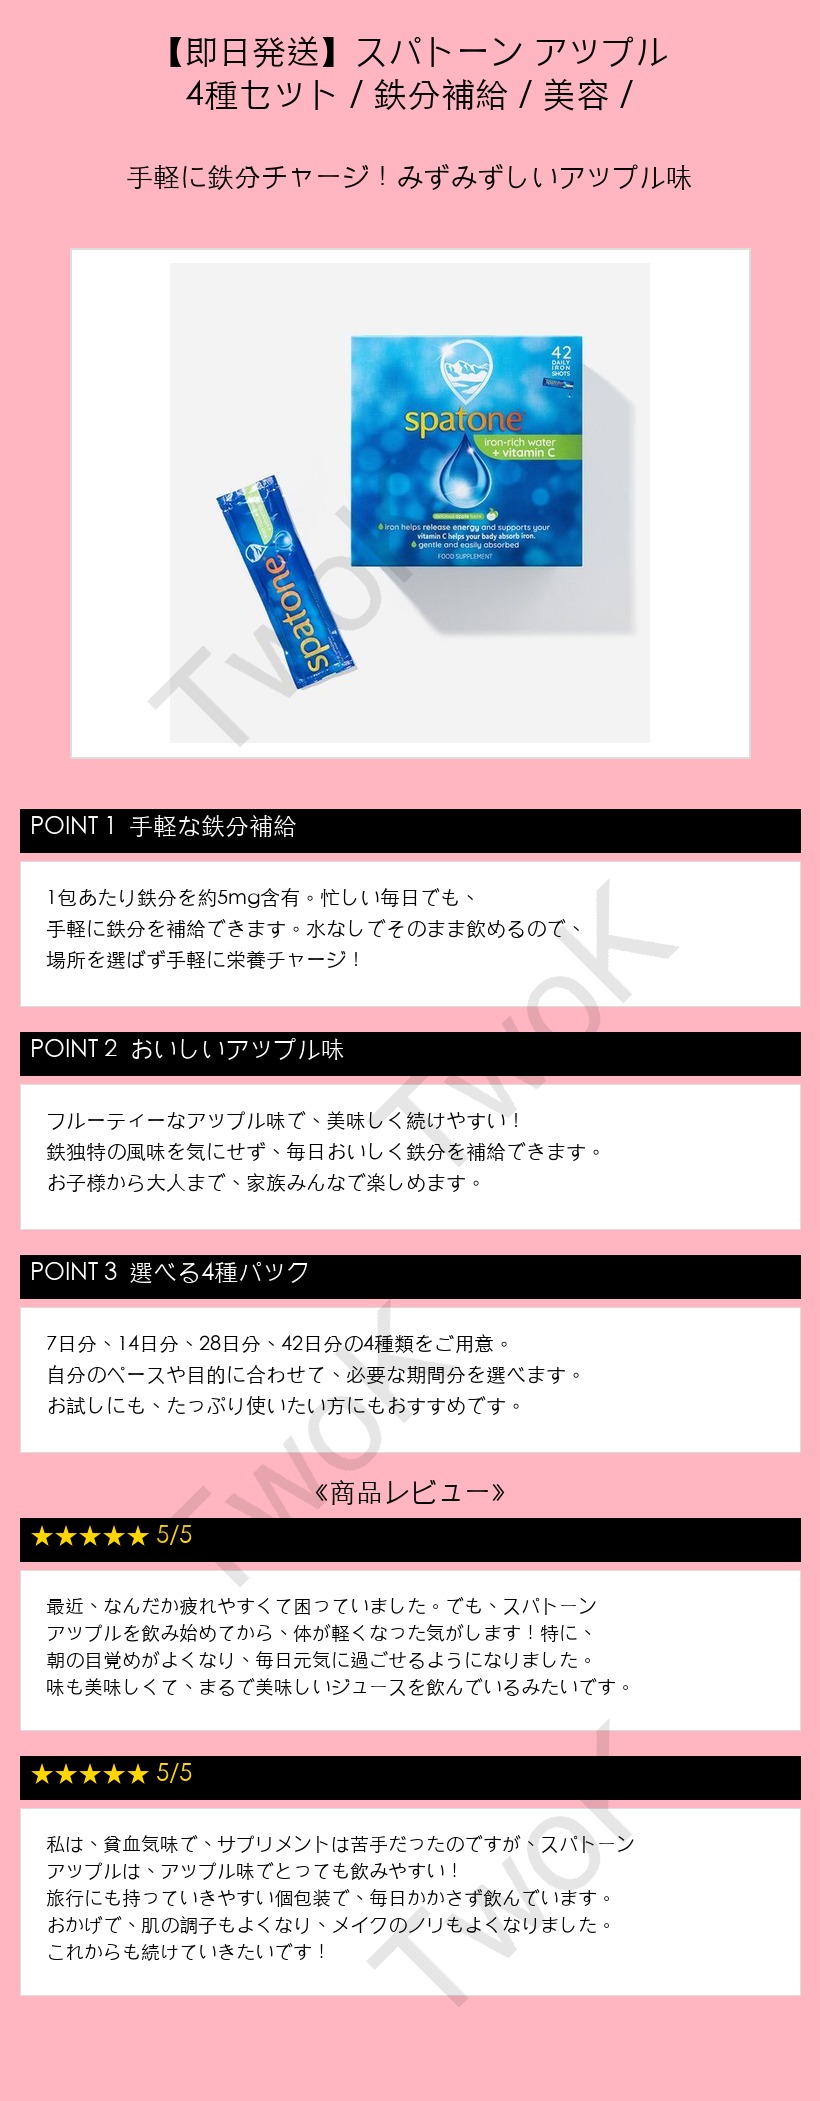 【即日発送】スパトーン アップル
4種セット / 鉄分補給 / 美容 /
手軽に鉄分チャージ！みずみずしいアップル味
42
DAILY
IRON
SHOTS
spatone
iron-rich water
+ vitamin C
delicious apple taste
iron helps release energy and supports your
vitamin C helps your body absorb iron.
gentle and easily absorbed
FOOD SUPPLEMENT
spatone
TwoK
POINT 1 手軽な鉄分補給
1包あたり鉄分を約5mg含有。忙しい毎日でも、
手軽に鉄分を補給できます。水なしでそのまま飲めるので、
場所を選ばず手軽に栄養チャージ！
TwoK
POINT 2 おいしいアップル味
フルーティーなアップル味で、美味しく続けやすい！
鉄独特の風味を気にせず、毎日おいしく鉄分を補給できます。
お子様から大人まで、家族みんなで楽しめます。
POINT 3 選べる4種パック
7日分、14日分、28日分、42日分の4種類をご用意。
自分のペースや目的に合わせて、必要な期間分を選べます。
お試しにも、たっぷり使いたい方にもおすすめです。
TwoK
《商品レビュー》
★★★★★ 5/5
最近、なんだか疲れやすくて困っていました。でも、スパトーン
アップルを飲み始めてから、体が軽くなった気がします！特に、
朝の目覚めがよくなり、毎日元気に過ごせるようになりました。
味も美味しくて、まるで美味しいジュースを飲んでいるみたいです。
★★★★★ 5/5
私は、貧血気味で、サプリメントは苦手だったのですが、スパトーン
アップルは、アップル味でとっても飲みやすい！
旅行にも持っていきやすい個包装で、毎日かかさず飲んでいます。
おかげで、肌の調子もよくなり、メイクのノリもよくなりました。
これからも続けていきたいです！
TwoK